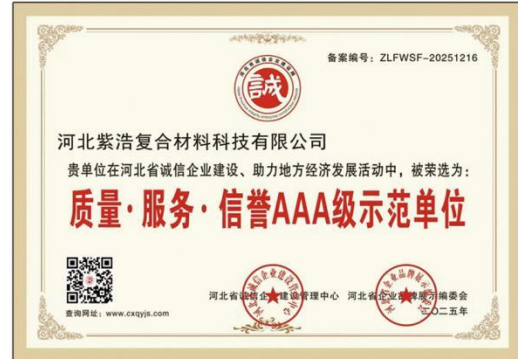 备案编号：ZLFWSF-20251216
誠
河北紫浩复合材料科技有限公司
贵单位在河北省诚信企业建设、助力地方经济发展活动中，被荣选为：
质量·服务·信誉AAA级示范单位
河北省诚信企业建设管理中心 河北省企业品牌展示编委会
查询网址：www.cxqyjs.com
二〇二五年